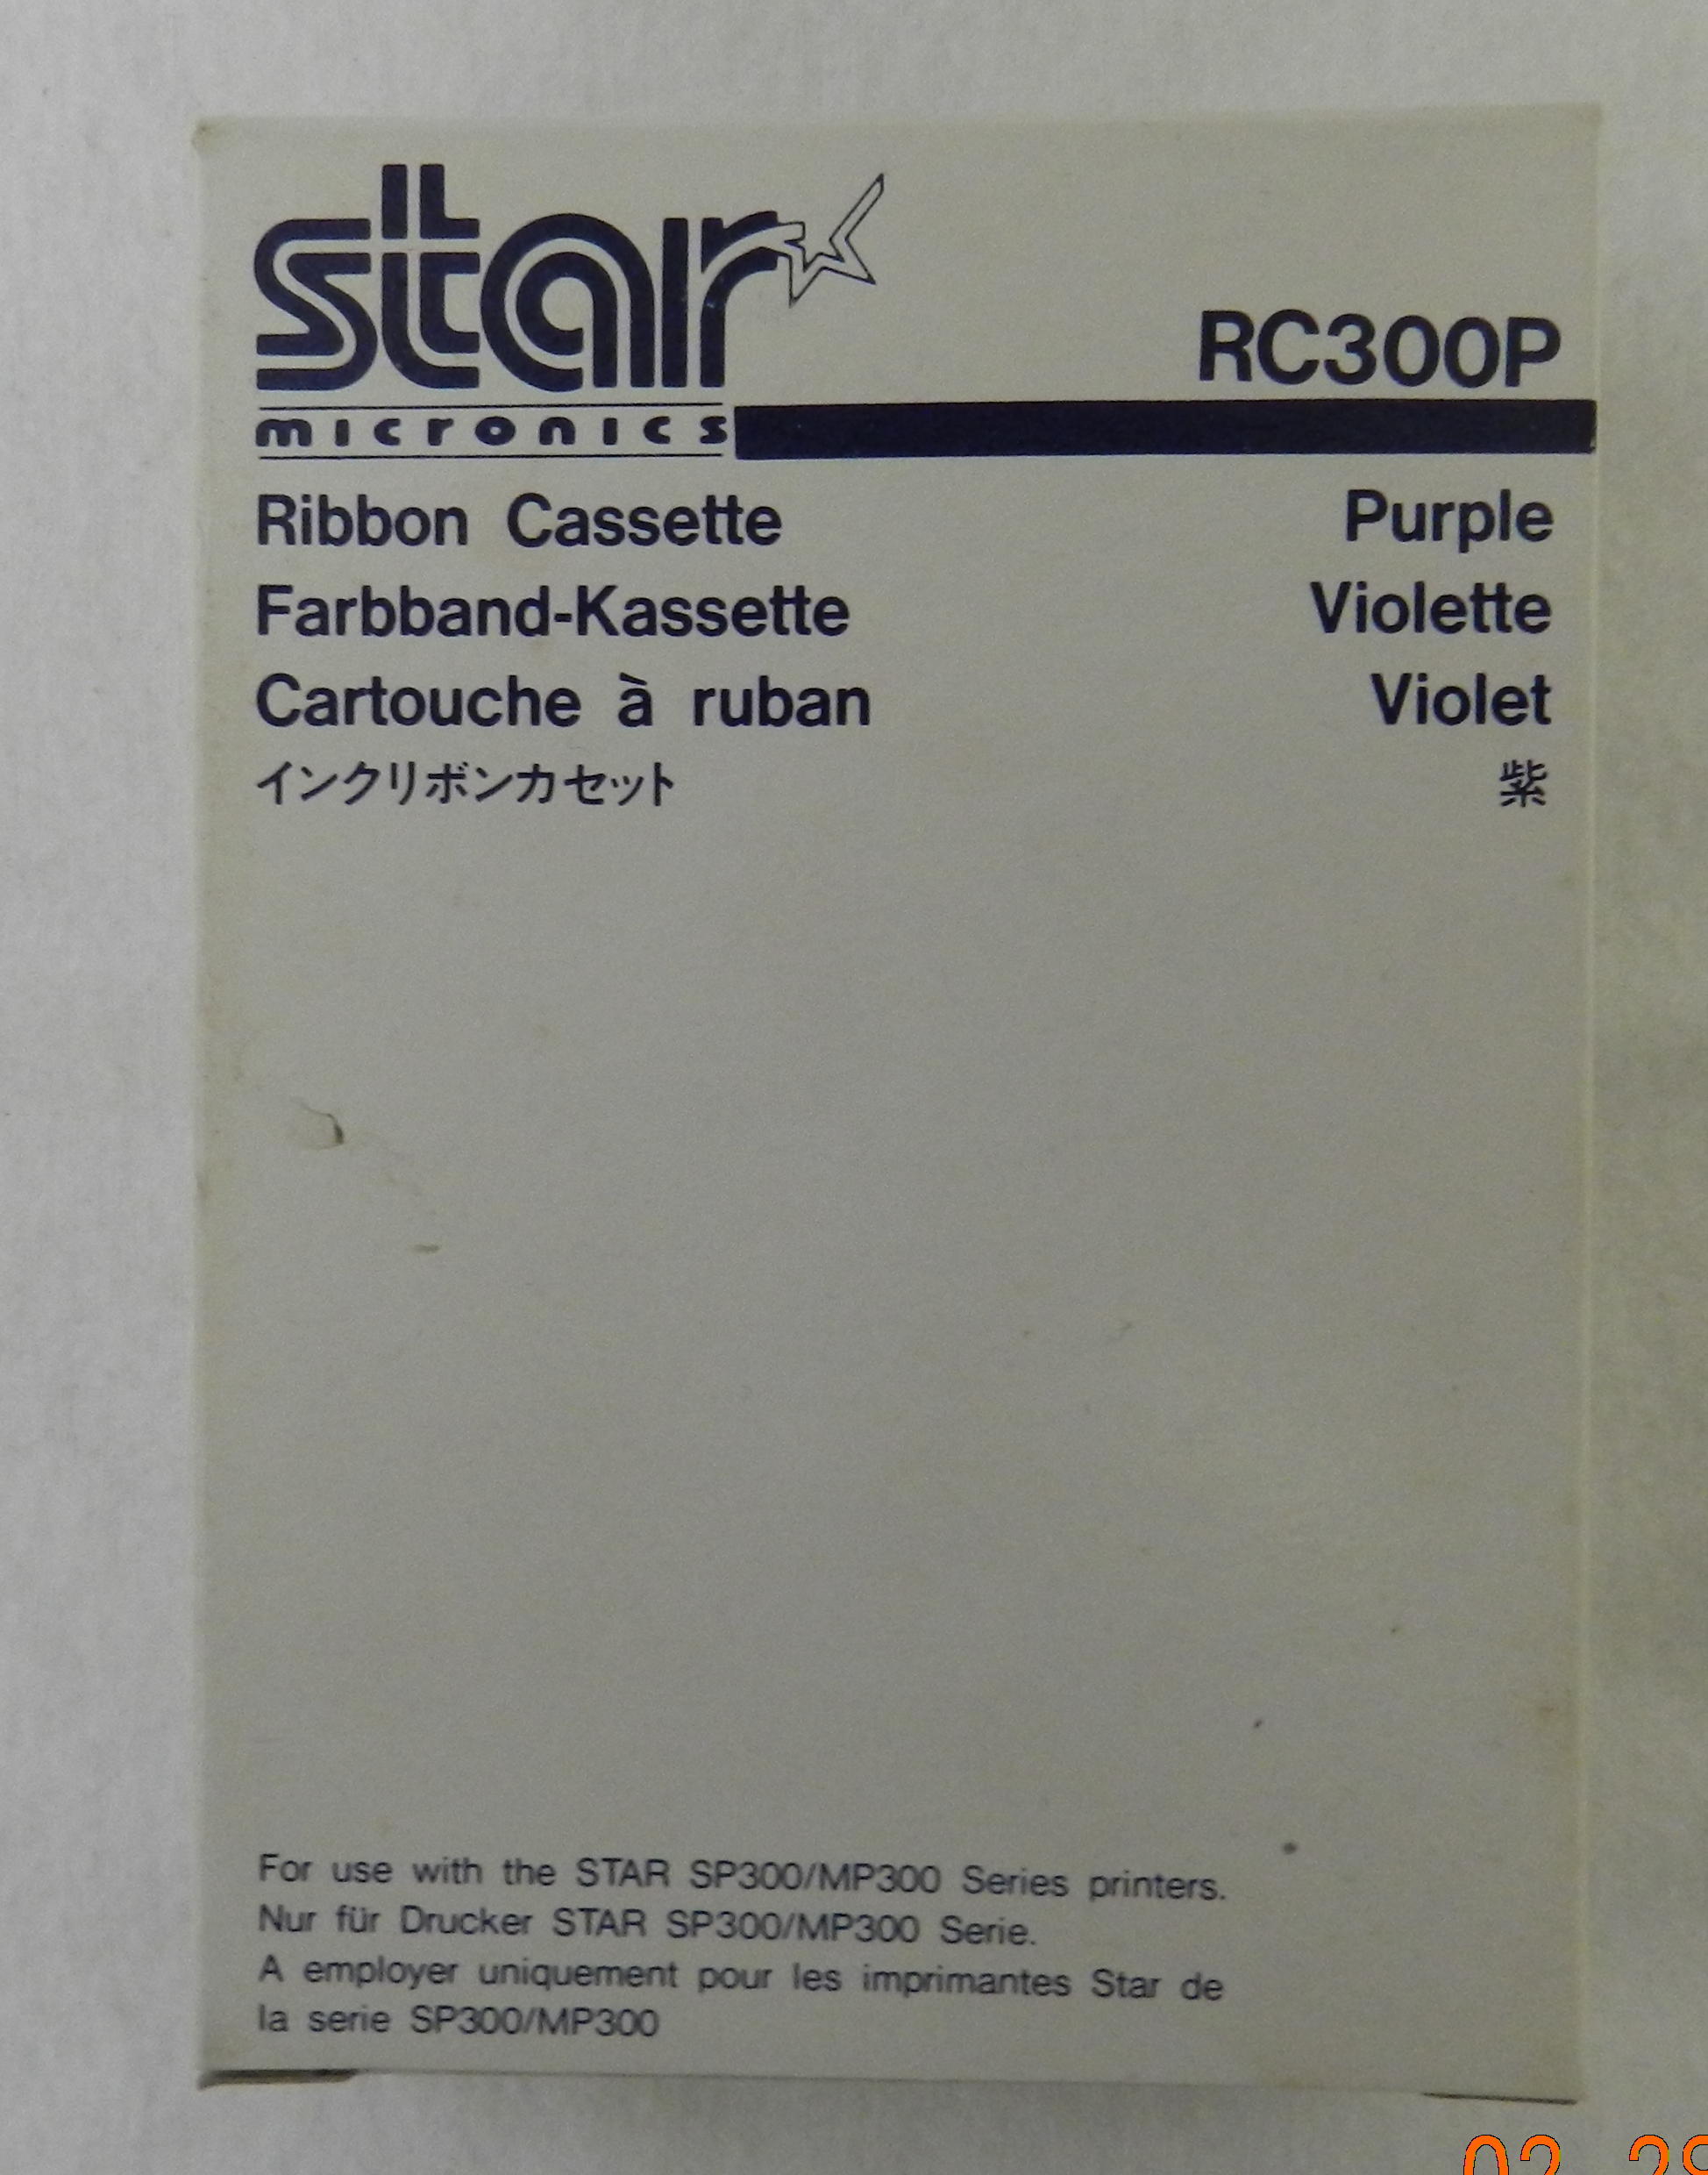 star
micronics
RC300P
Ribbon Cassette Purple
Farbband-Kassette Violette
Cartouche à ruban Violet
インクリボンカセット 紫
For use with the STAR SP300/MP300 Series printers.
Nur für Drucker STAR SP300/MP300 Serie.
A employer uniquement pour les imprimantes Star de
la serie SP300/MP300